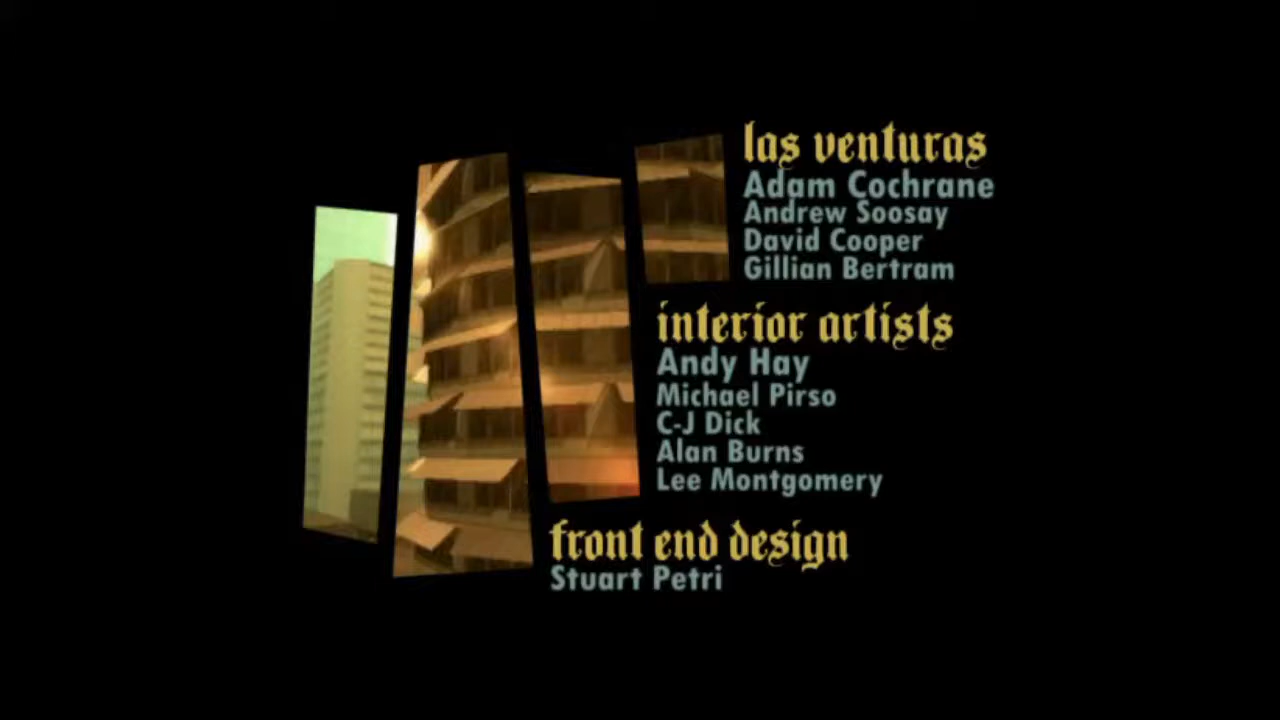 las venturas
Adam Cochrane
Andrew Soosay
David Cooper
Gillian Bertram
interior artists
Andy Hay
Michael Pirso
C-J Dick
Alan Burns
Lee Montgomery
front end design
Stuart Petri